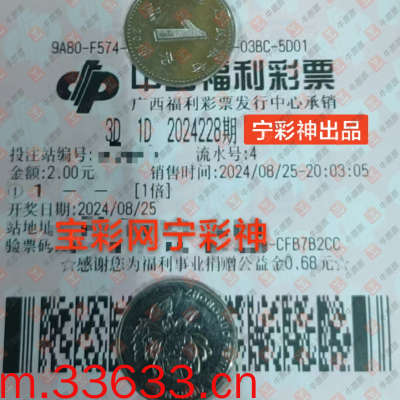 9A80-F574-
-03BC-5D01
中国福利彩票
广西福利彩票发行中心承销
3D 1D 2024228期
宁彩神出品
投注站编号:
流水号:4
金额:2.00元
销售时间:2024/08/25-20:03:05
① 1 — — [1倍]
开奖日期:2024/08/25
站地址
宝彩网宁彩神
验票码
-CFB7B2CC
☆感谢您为福利事业捐赠公益金0.68元☆
m.33633.cn